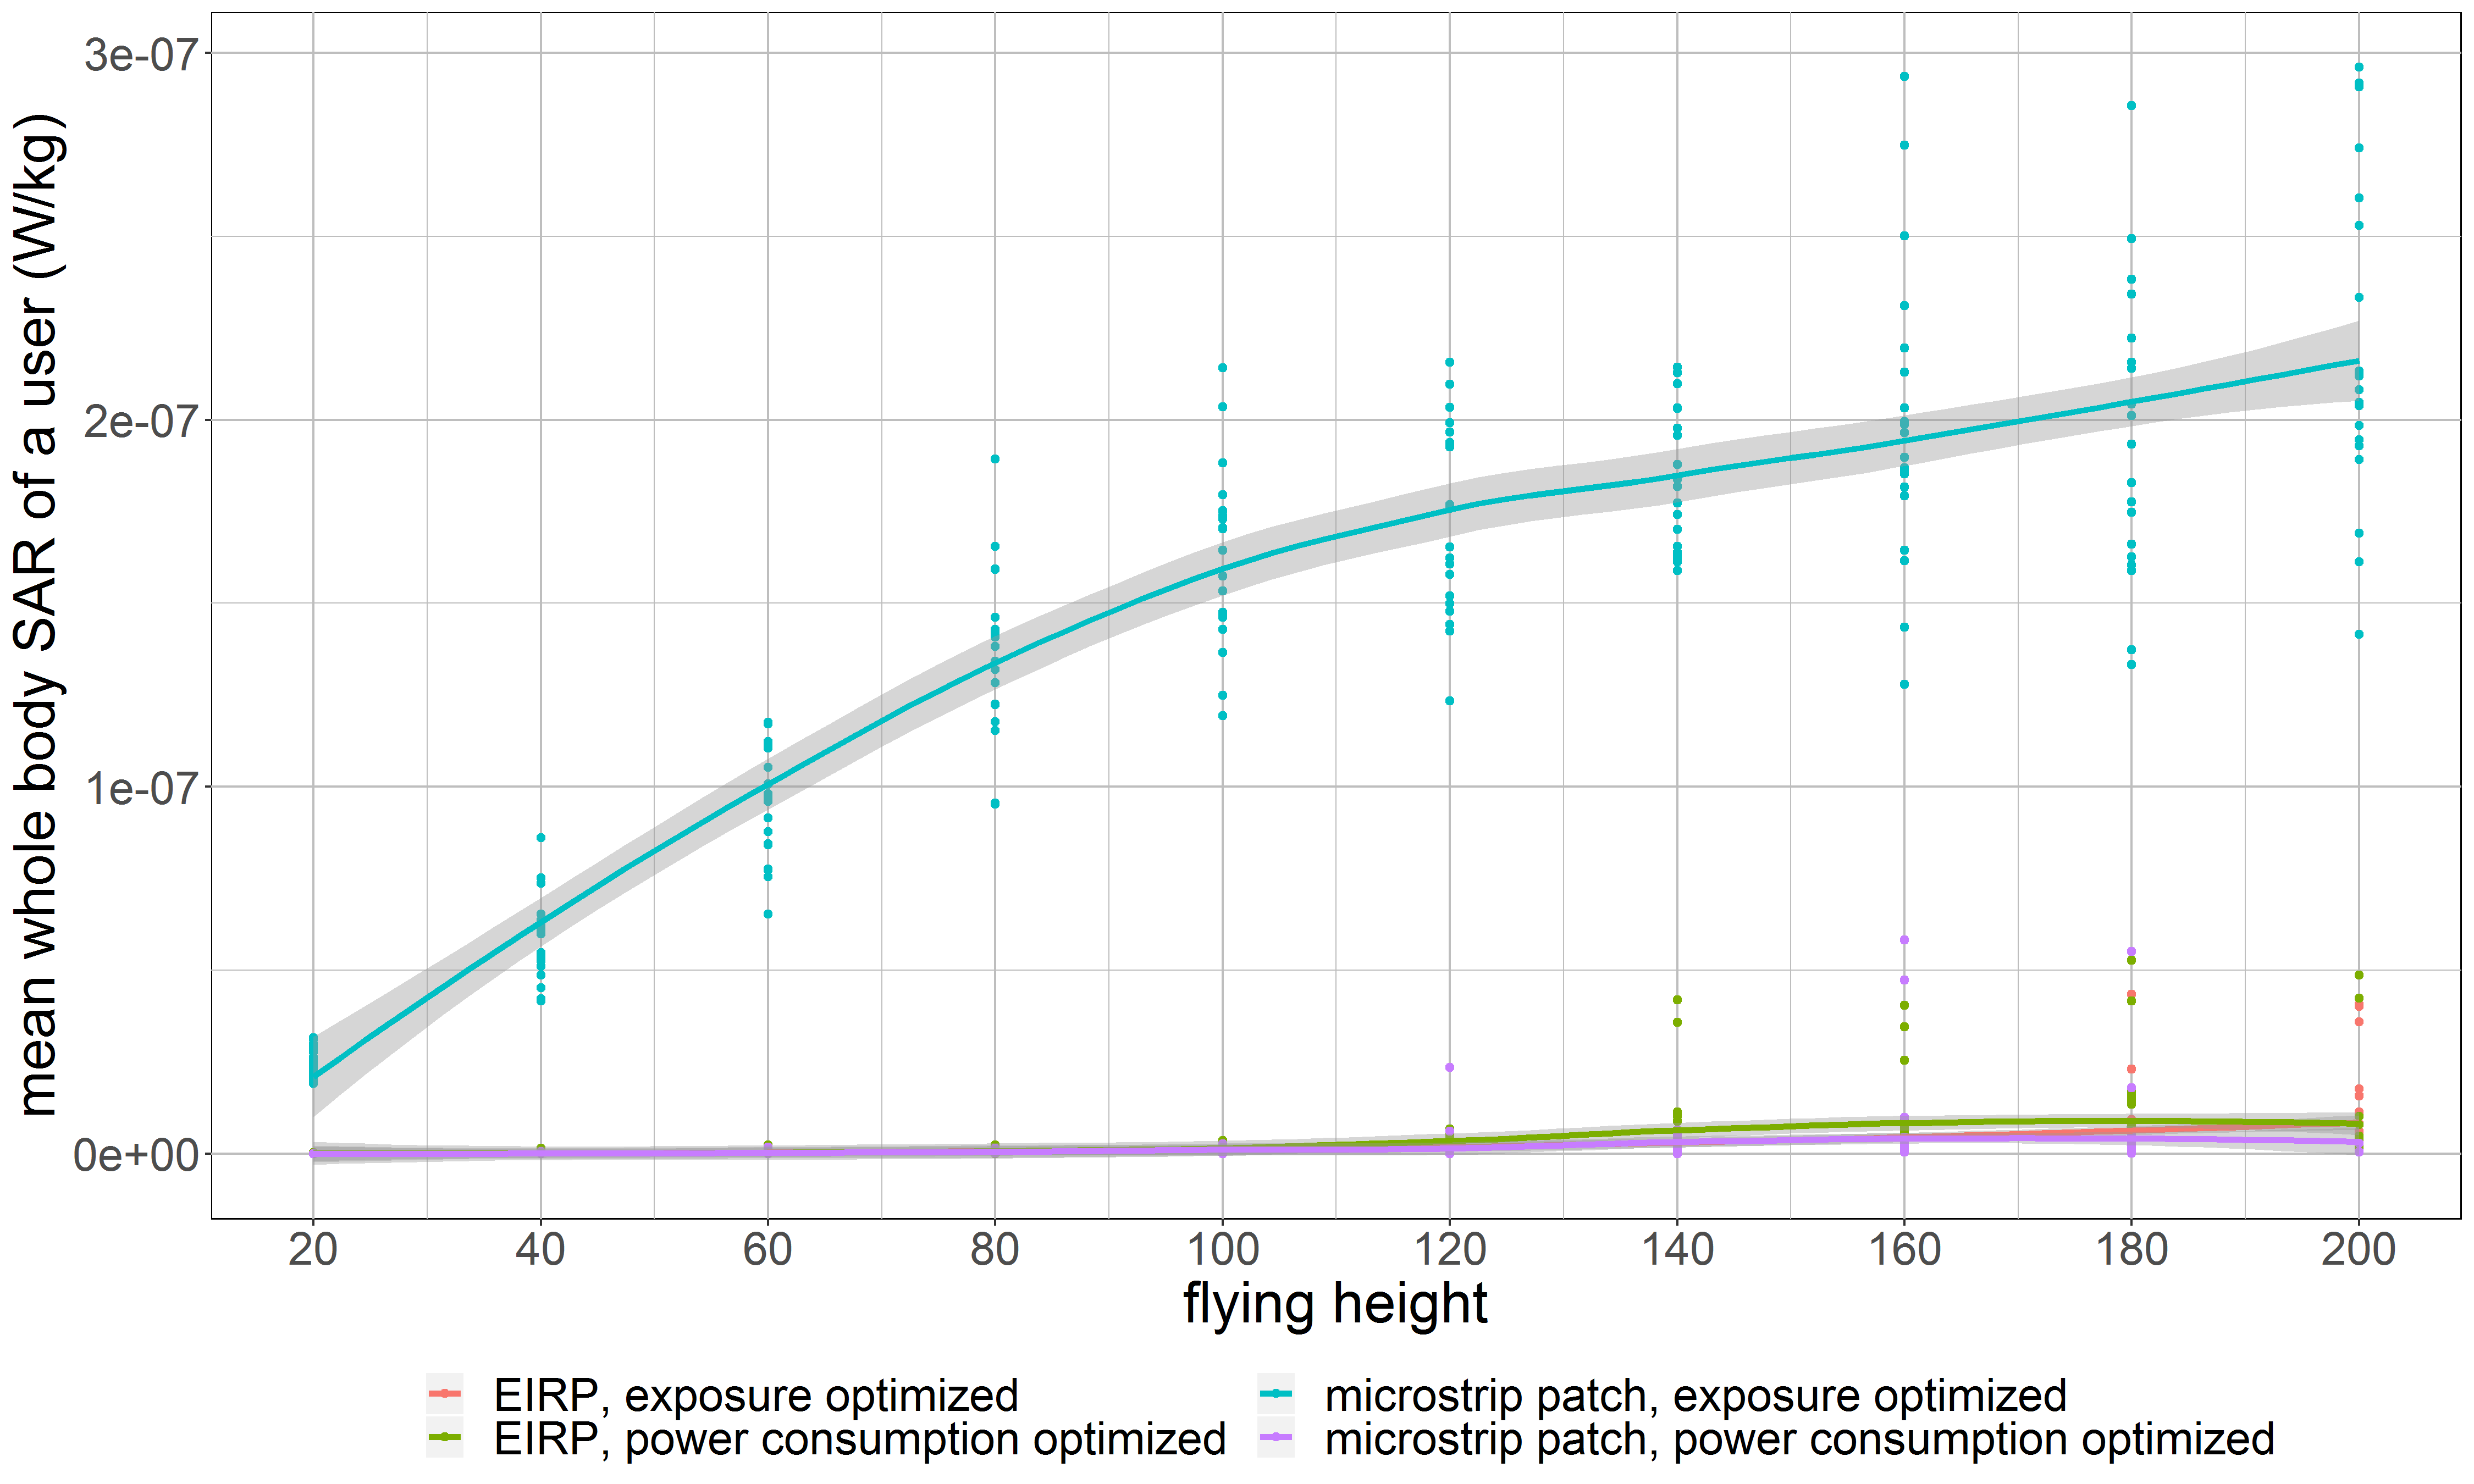 mean whole body SAR of a user (W/kg)
3e-07
2e-07
1e-07
0e+00
20 40 60 80 100 120 140 160 180 200
flying height
EIRP, exposure optimized microstrip patch, exposure optimized
EIRP, power consumption optimized microstrip patch, power consumption optimized